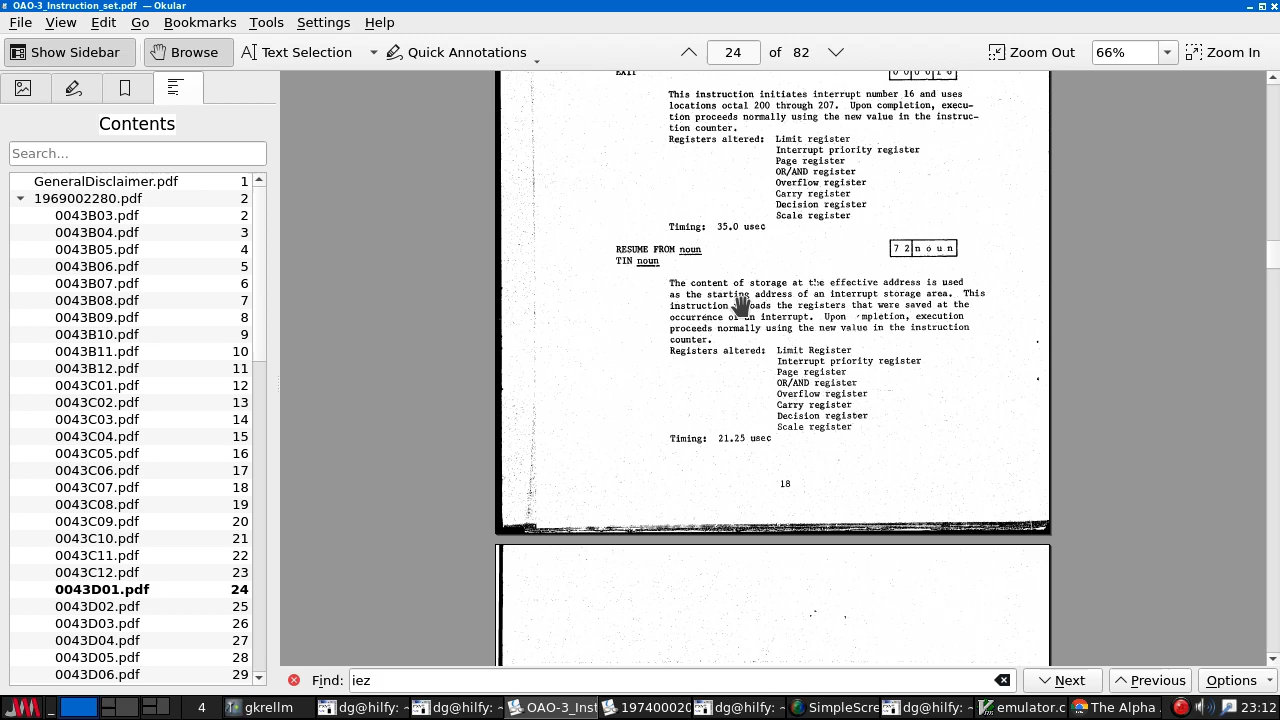 OAO-3_Instruction_set.pdf — Okular
File View Edit Go Bookmarks Tools Settings Help
Show Sidebar Browse Text Selection Quick Annotations 24 of 82 Zoom Out 66% Zoom In
Contents
Search...
GeneralDisclaimer.pdf 1
1969002280.pdf 2
0043B03.pdf 2
0043B04.pdf 3
0043B05.pdf 4
0043B06.pdf 5
0043B07.pdf 6
0043B08.pdf 7
0043B09.pdf 8
0043B10.pdf 9
0043B11.pdf 10
0043B12.pdf 11
0043C01.pdf 12
0043C02.pdf 13
0043C03.pdf 14
0043C04.pdf 15
0043C05.pdf 16
0043C06.pdf 17
0043C07.pdf 18
0043C08.pdf 19
0043C09.pdf 20
0043C10.pdf 21
0043C11.pdf 22
0043C12.pdf 23
0043D01.pdf 24
0043D02.pdf 25
0043D03.pdf 26
0043D04.pdf 27
0043D05.pdf 28
0043D06.pdf 29
EXIT
This instruction initiates interrupt number 16 and uses
locations octal 200 through 207. Upon completion, execu-
tion proceeds normally using the new value in the instruc-
tion counter.
Registers altered: Limit register
Interrupt priority register
Page register
OR/AND register
Overflow register
Carry register
Decision register
Scale register
Timing: 35.0 usec
RESUME FROM noun 7 2 n o u n
TIN noun
The content of storage at the effective address is used
as the starting address of an interrupt storage area. This
instruction loads the registers that were saved at the
occurrence of an interrupt. Upon completion, execution
proceeds normally using the new value in the instruction
counter.
Registers altered: Limit Register
Interrupt priority register
Page register
OR/AND register
Overflow register
Carry register
Decision register
Scale register
Timing: 21.25 usec
18
Find: iez Next Previous Options
4 gkrellm dg@hilfy: ~ dg@hilfy: ~ OAO-3_Inst 197400020 dg@hilfy: ~ SimpleScre dg@hilfy: ~ emulator.c The Alpha 23:12